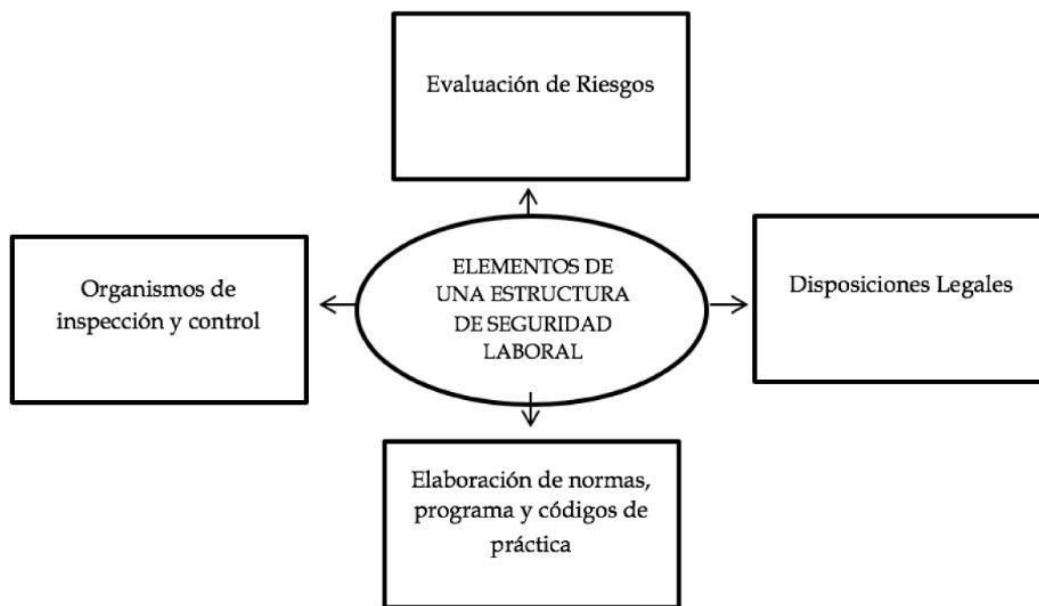 Evaluación de Riesgos
Organismos de
inspección y control
ELEMENTOS DE
UNA ESTRUCTURA
DE SEGURIDAD
LABORAL
Disposiciones Legales
Elaboración de normas,
programa y códigos de
práctica